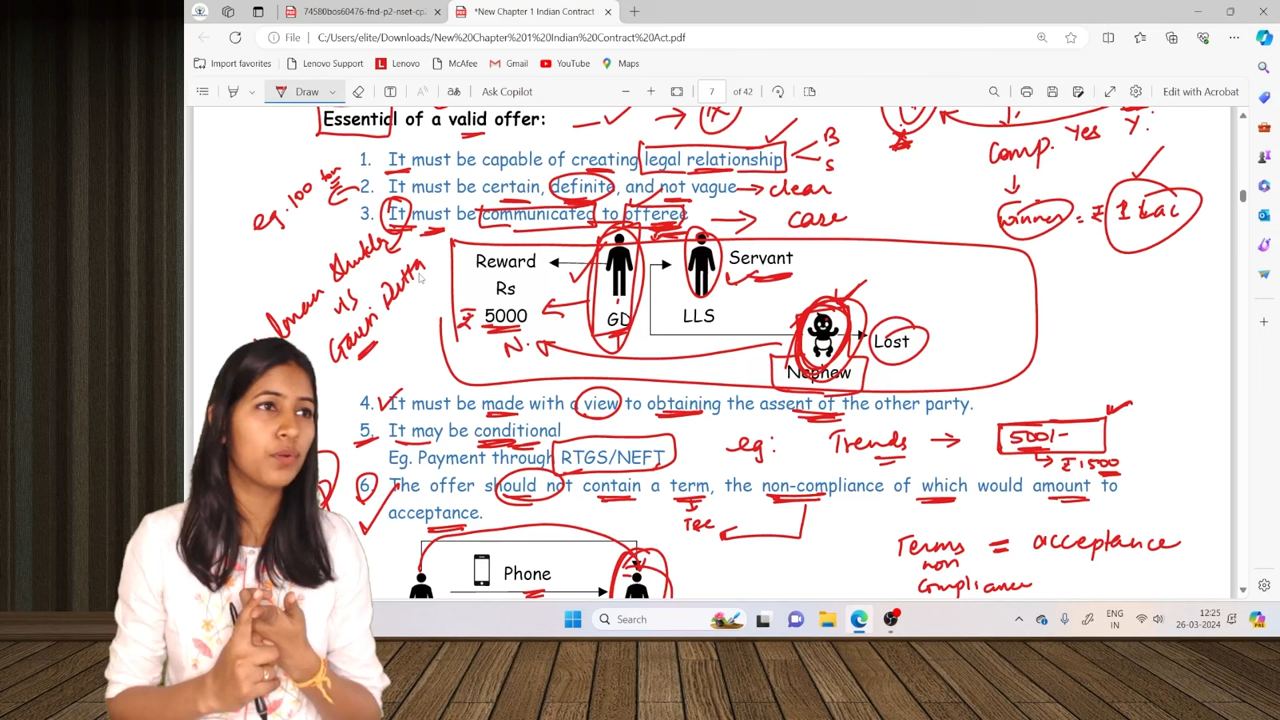 74580bos60476-fnd-p2-nset-cp
*New Chapter 1 Indian Contract
File
C:/Users/elite/Downloads/New%20Chapter%201%20Indian%20Contract%20Act.pdf
Import favorites
Lenovo Support
Lenovo
McAfee
Gmail
YouTube
Maps
Draw
Ask Copilot
7 of 42
Edit with Acrobat
Essential of a valid offer:
1. It must be capable of creating legal relationship
B
S
2. It must be certain, definite, and not vague
clear
3. It must be communicated to offeree
case
eg. 100
Comp. Yes
winner = ₹ 1 Lac
vs
Gauri Dutta
Reward
Rs
₹ 5000
N.
GD
Servant
LLS
Lost
Nephew
4. It must be made with a view to obtaining the assent of the other party.
5. It may be conditional
Eg. Payment through RTGS/NEFT
eg: Trends
₹ 1500
6. The offer should not contain a term, the non-compliance of which would amount to
acceptance.
Terms = acceptance
non
compliance
Phone
Search
ENG
IN
12:25
26-03-2024